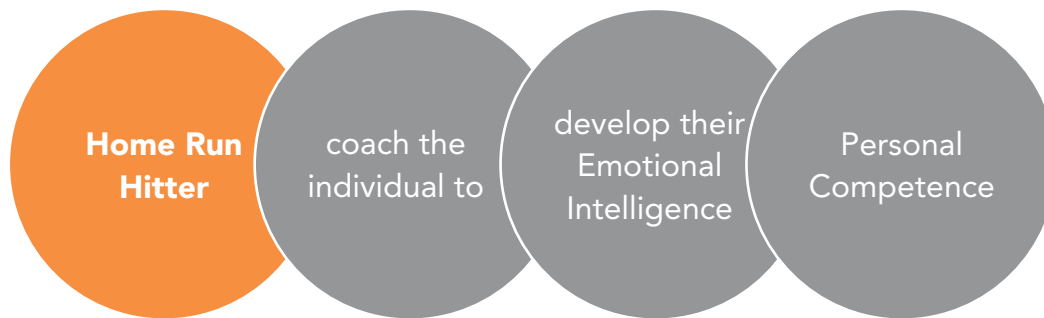 Home Run
Hitter
coach the
individual to
develop their
Emotional
Intelligence
Personal
Competence